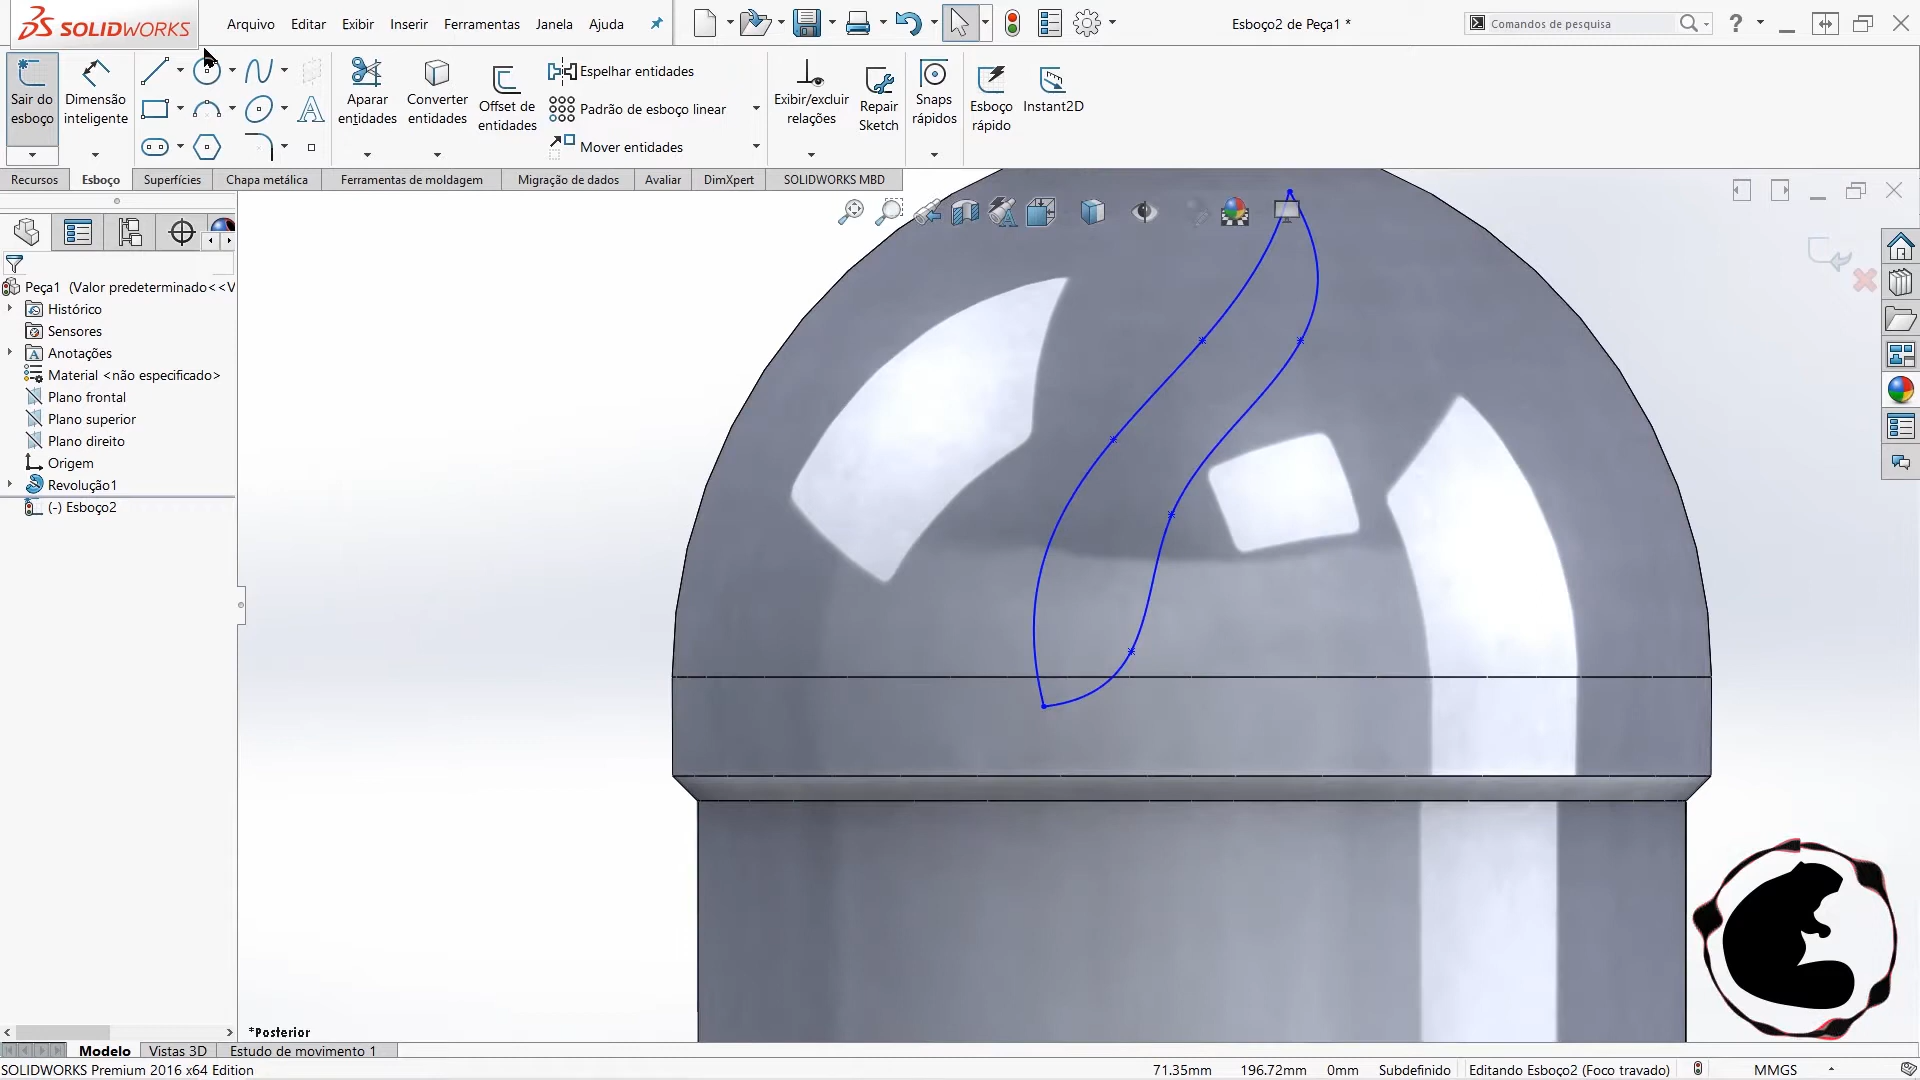 SOLIDWORKS
Arquivo Editar Exibir Inserir Ferramentas Janela Ajuda
Esboço2 de Peça1 *
Comandos de pesquisa
?
Sair do esboço
Dimensão inteligente
Aparar entidades
Converter entidades
Offset de entidades
Espelhar entidades
Padrão de esboço linear
Mover entidades
Exibir/excluir relações
Repair Sketch
Snaps rápidos
Esboço rápido
Instant2D
Recursos Esboço Superfícies Chapa metálica Ferramentas de moldagem Migração de dados Avaliar DimXpert SOLIDWORKS MBD
Peça1 (Valor predeterminado<<V
Histórico
Sensores
Anotações
Material <não especificado>
Plano frontal
Plano superior
Plano direito
Origem
Revolução1
(-) Esboço2
*Posterior
Modelo Vistas 3D Estudo de movimento 1
SOLIDWORKS Premium 2016 x64 Edition
71.35mm 196.72mm 0mm Subdefinido Editando Esboço2 (Foco travado) MMGS